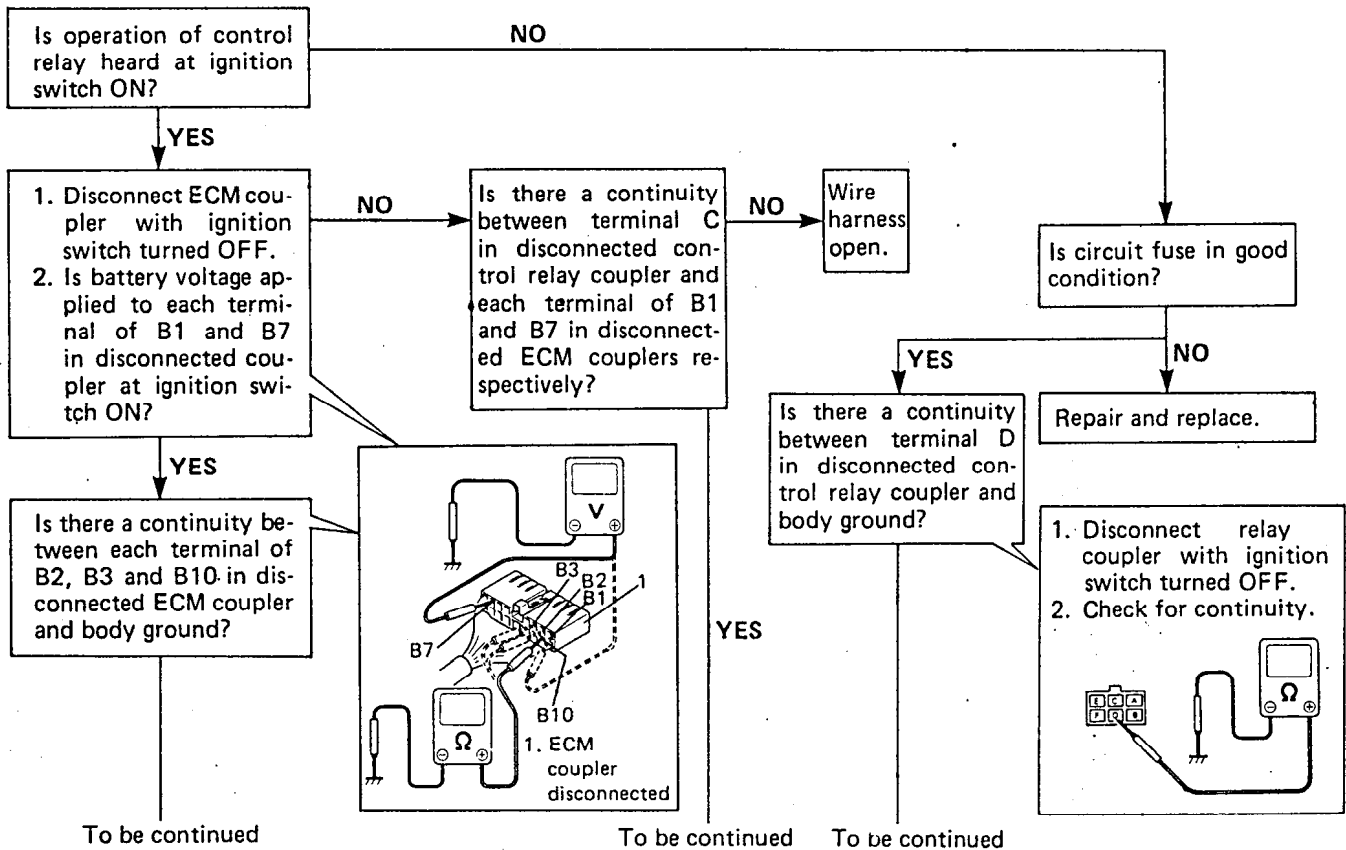 Is operation of control
relay heard at ignition
switch ON?
NO
YES
1. Disconnect ECM cou-
pler with ignition
switch turned OFF.
2. Is battery voltage ap-
plied to each termi-
nal of B1 and B7
in disconnected cou-
pler at ignition swi-
tch ON?
NO
Is there a continuity
between terminal C
in disconnected con-
trol relay coupler and
each terminal of B1
and B7 in disconnect-
ed ECM couplers re-
spectively?
NO
Wire
harness
open.
Is circuit fuse in good
condition?
YES
NO
Repair and replace.
Is there a continuity
between terminal D
in disconnected con-
trol relay coupler and
body ground?
YES
Is there a continuity be-
tween each terminal of
B2, B3 and B10 in dis-
connected ECM coupler
and body ground?
V
B3
B2
B1
1
B7
B10
Ω
1. ECM
coupler
disconnected
YES
1. Disconnect relay
coupler with ignition
switch turned OFF.
2. Check for continuity.
Ω
E C A
F D B
To be continued
To be continued
To be continued